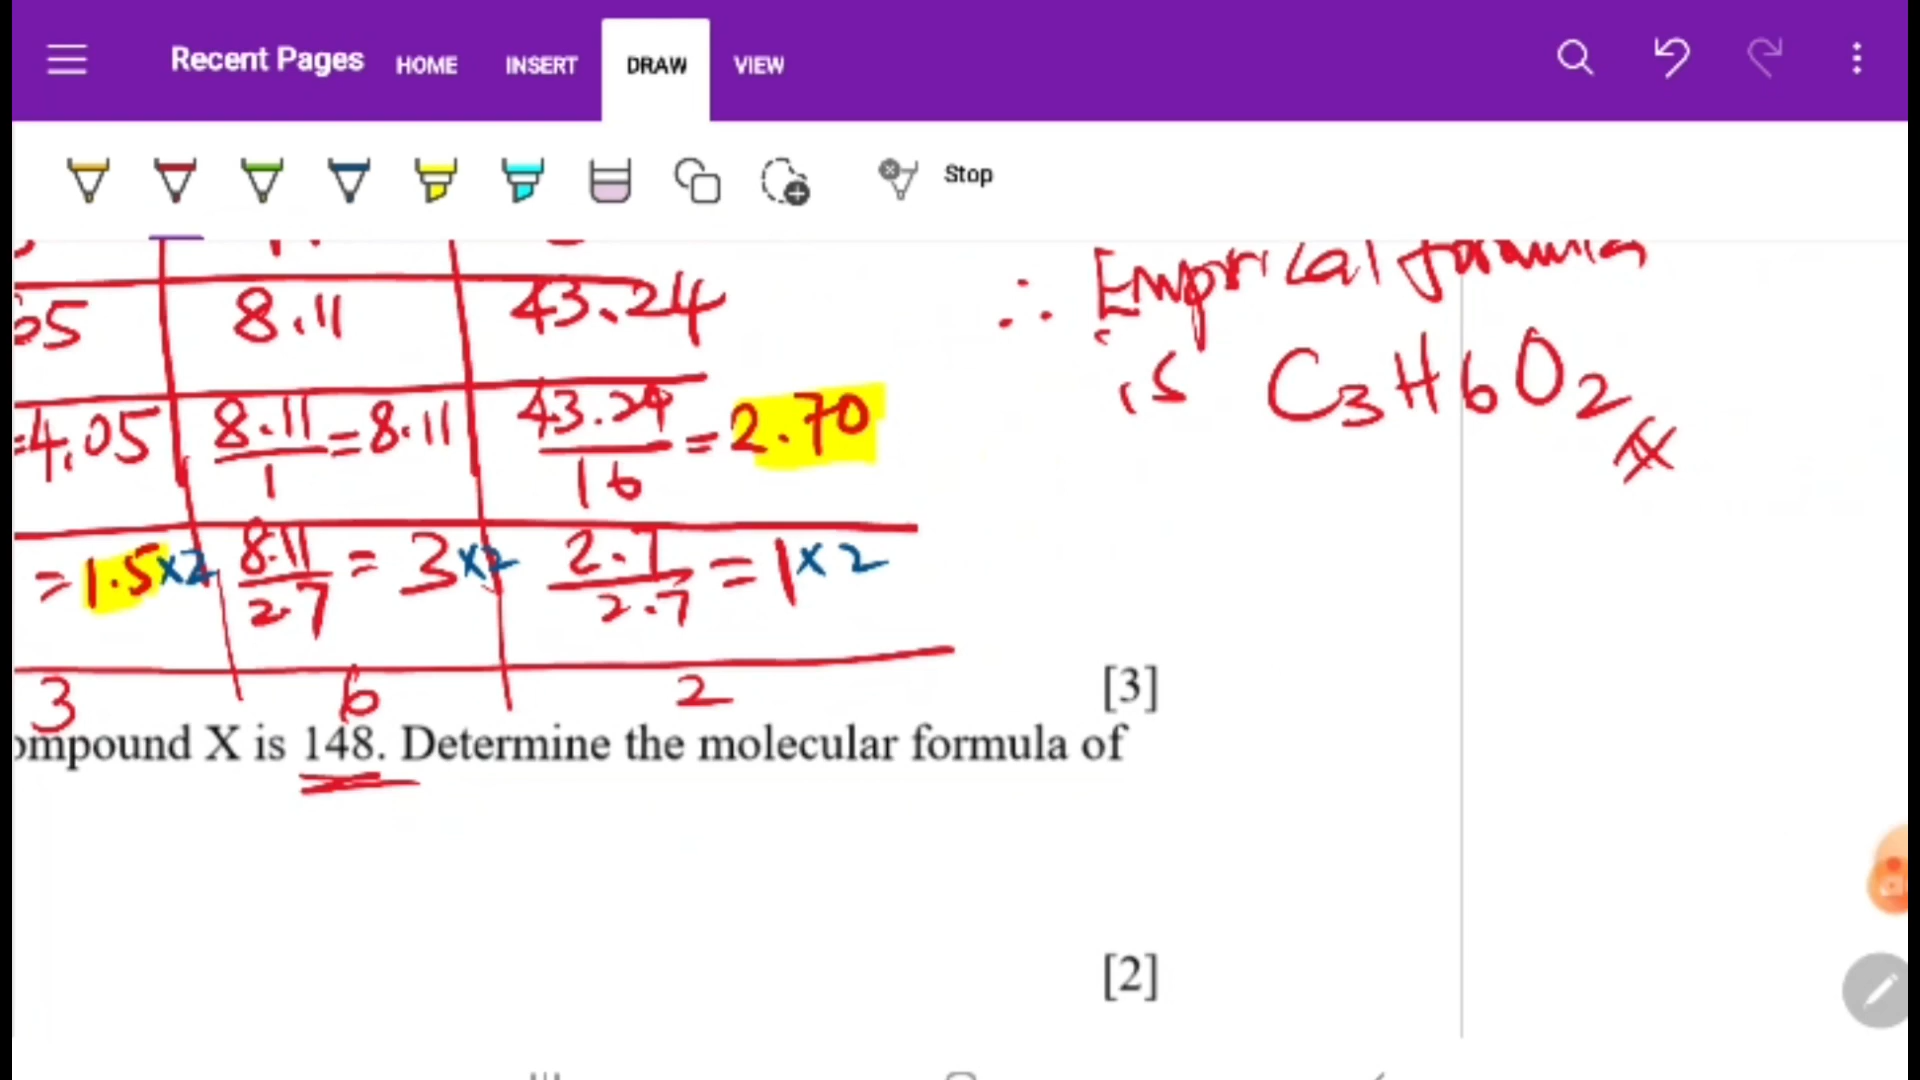 Recent Pages HOME INSERT DRAW VIEW
Stop
∴ Emprical formula
is C3H6O2
05 8.11 43.24
=4.05 8.11/1 =8.11 43.24/16 =2.70
=1.5×2 8.11/2.7 = 3×2 2.7/2.7 = 1×2
3 6 2
[3]
ompound X is 148. Determine the molecular formula of
[2]